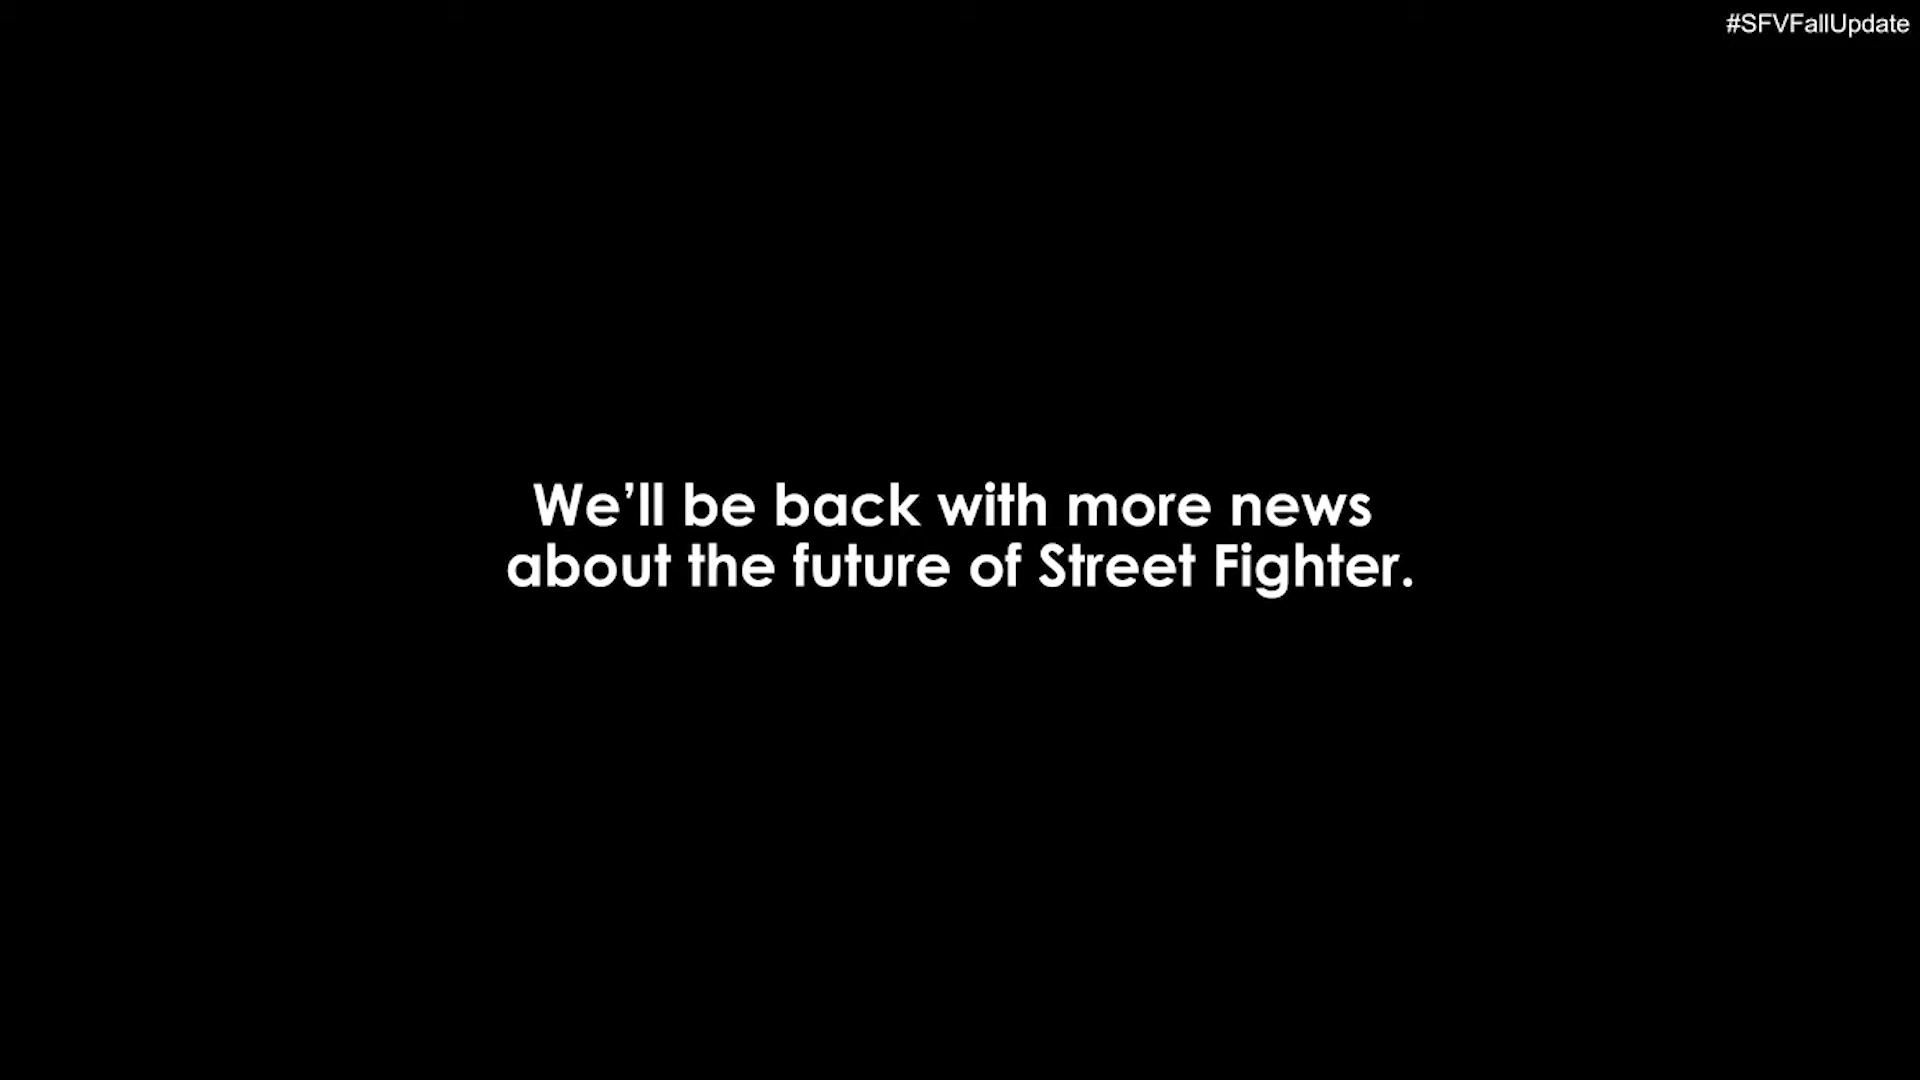 #SFVFallUpdate
We’ll be back with more news
about the future of Street Fighter.